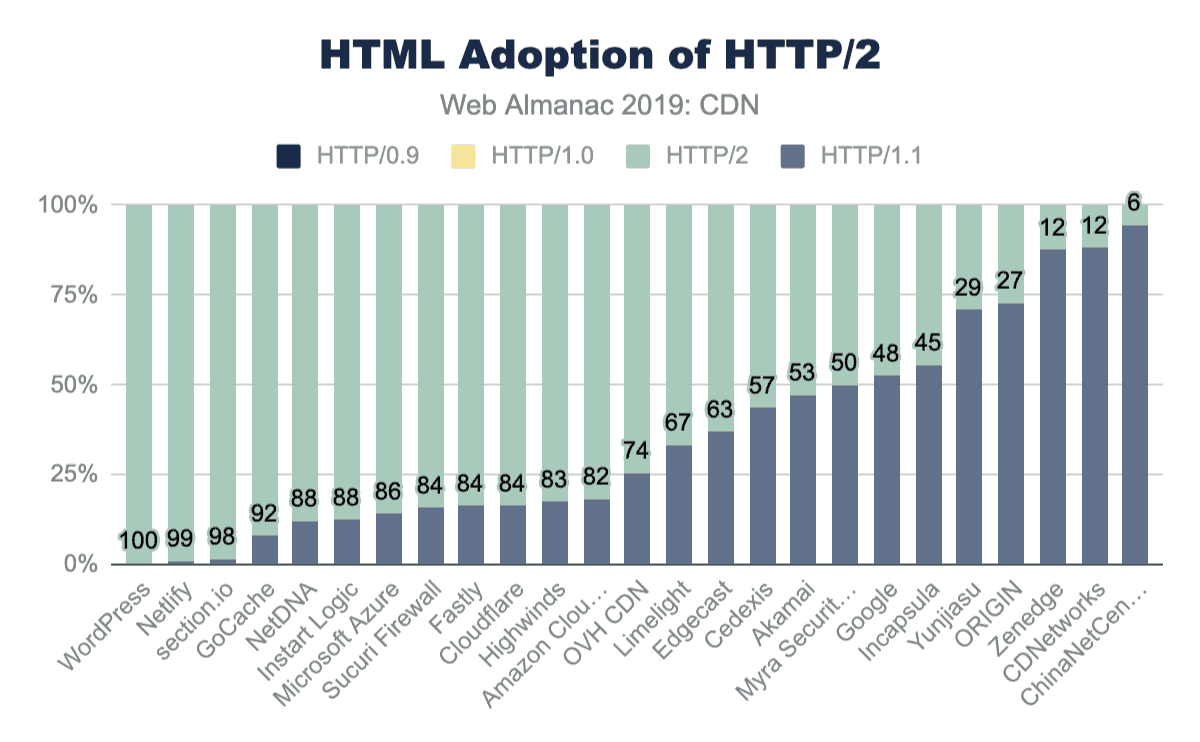 HTML Adoption of HTTP/2
Web Almanac 2019: CDN
HTTP/0.9 HTTP/1.0 HTTP/2 HTTP/1.1
100%
75%
50%
25%
0%
100 99 98 92 88 88 86 84 84 84 83 82 74 67 63 57 53 50 48 45 29 27 12 12 6
WordPress
Netlify
section.io
GoCache
NetDNA
Instart Logic
Microsoft Azure
Sucuri Firewall
Fastly
Cloudflare
Highwinds
Amazon Clou…
OVH CDN
Limelight
Edgecast
Cedexis
Akamai
Myra Securit…
Google
Incapsula
Yunjiasu
ORIGIN
Zenedge
CDNetworks
ChinaNetCen…